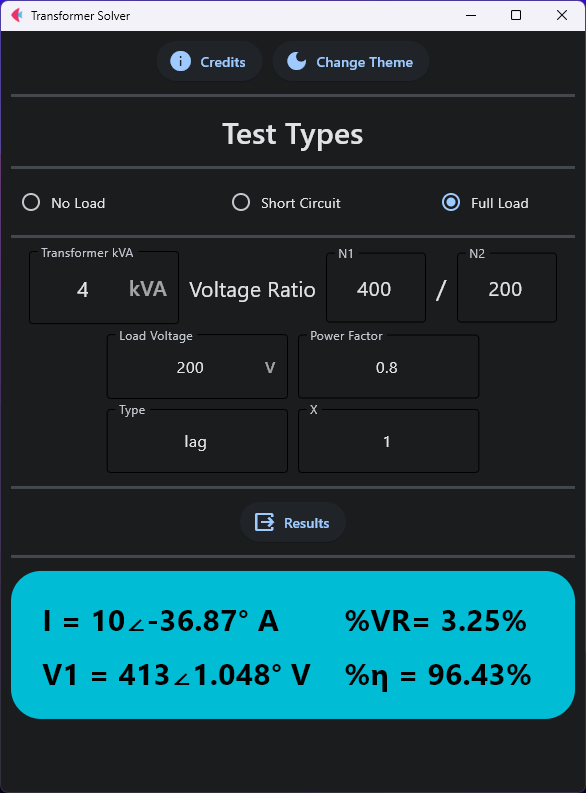 Transformer Solver
Credits
Change Theme
Test Types
No Load
Short Circuit
Full Load
Transformer kVA
4 kVA
Voltage Ratio
N1
400
/
N2
200
Load Voltage
200 V
Power Factor
0.8
Type
lag
X
1
Results
I = 10∠-36.87° A
%VR= 3.25%
V1 = 413∠1.048° V
%η = 96.43%